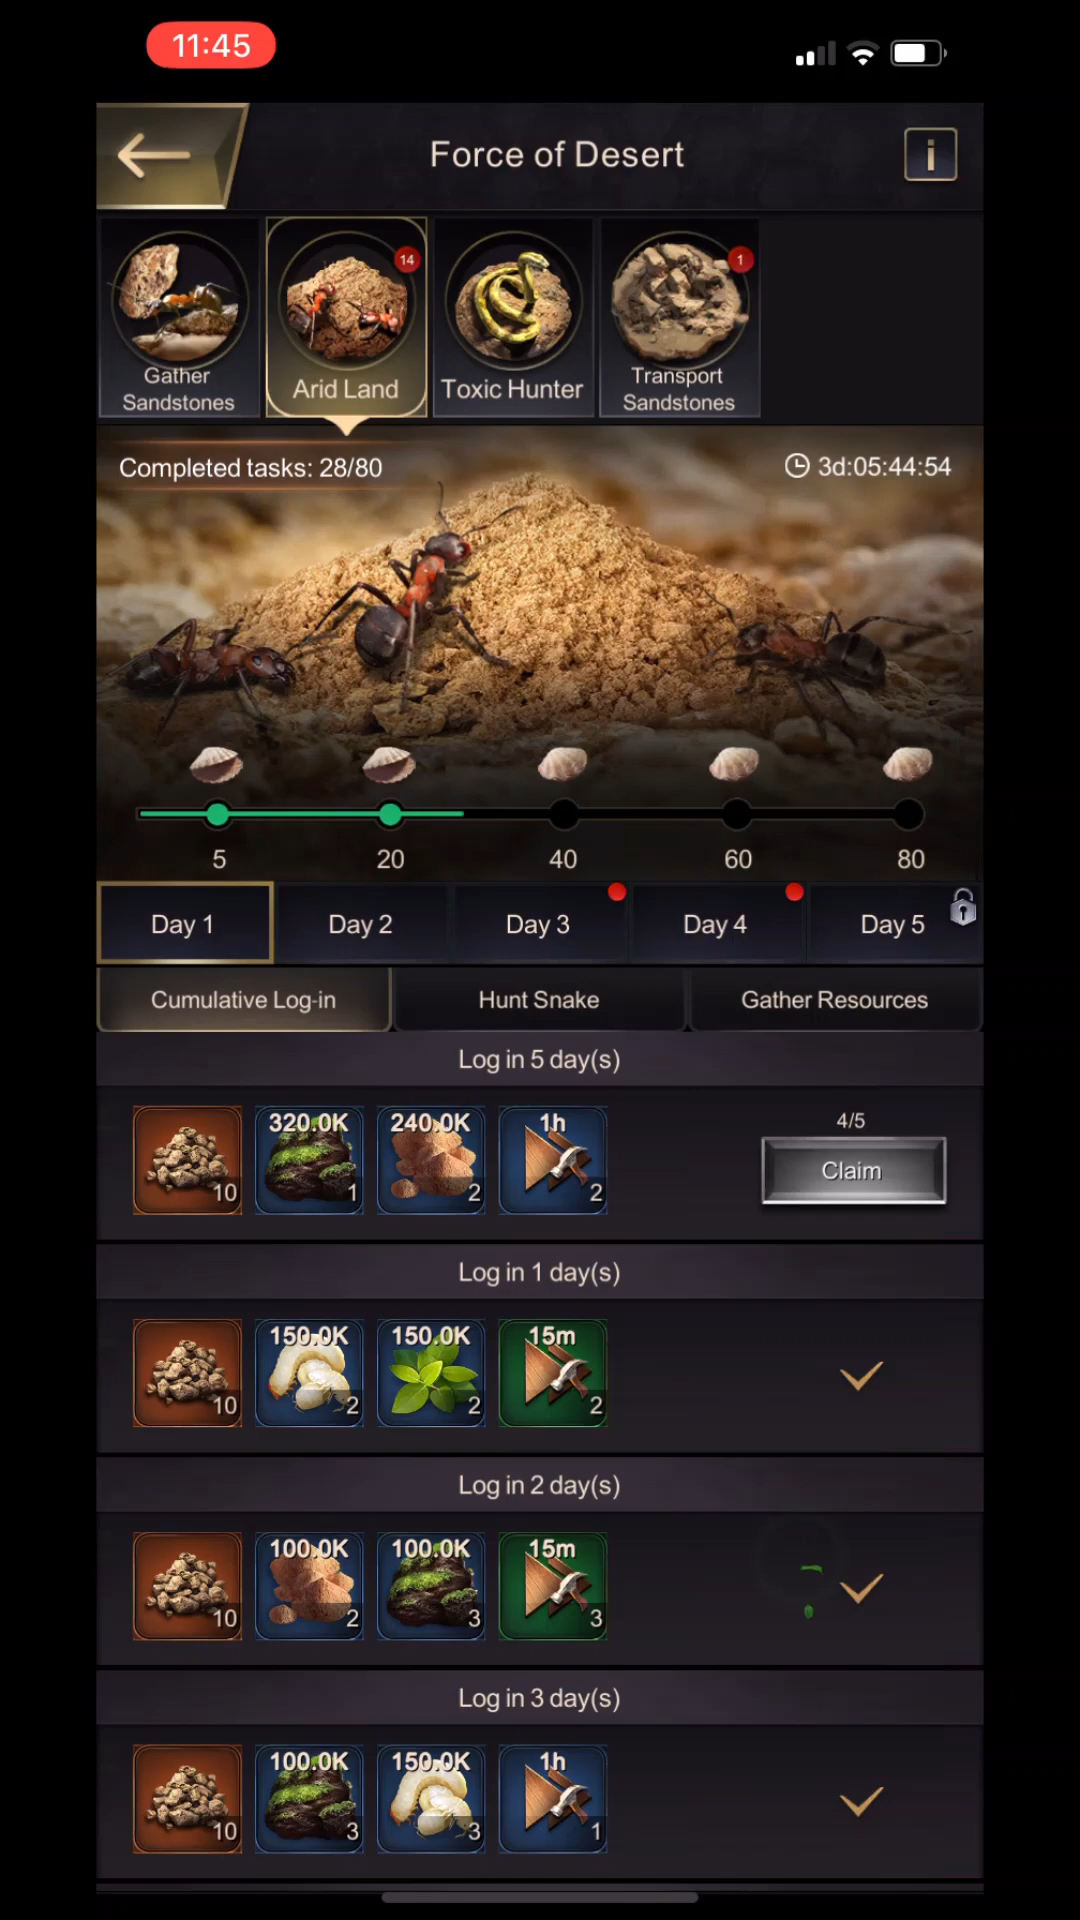 11:45
Force of Desert
i
14
1
Gather
Sandstones
Arid Land
Toxic Hunter
Transport
Sandstones
Completed tasks: 28/80
3d:05:44:54
5
20
40
60
80
Day 1
Day 2
Day 3
Day 4
Day 5
Cumulative Log-in
Hunt Snake
Gather Resources
Log in 5 day(s)
10
320.0K
1
240.0K
2
1h
2
4/5
Claim
Log in 1 day(s)
10
150.0K
2
150.0K
2
15m
2
Log in 2 day(s)
10
100.0K
2
100.0K
3
15m
3
Log in 3 day(s)
10
100.0K
3
150.0K
3
1h
1